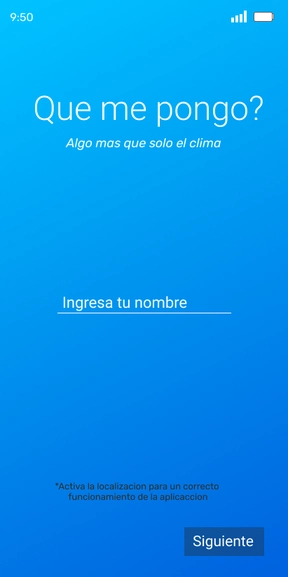 9:50
Que me pongo?
Algo mas que solo el clima
Ingresa tu nombre
*Activa la localizacion para un correcto
funcionamiento de la aplicaccion
Siguiente